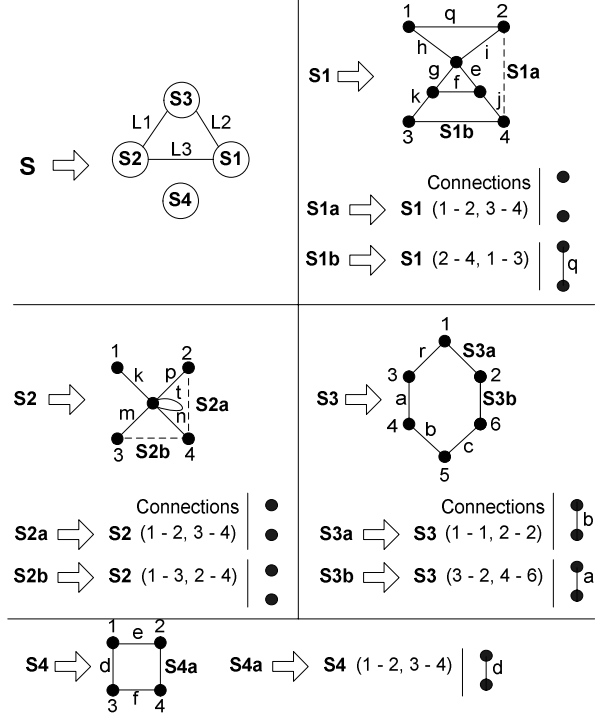 S
S3
L1
L2
S2
L3
S1
S4
S1
1
q
2
h
i
g
e
f
k
j
S1a
3
S1b
4
Connections
S1a
S1 (1 - 2, 3 - 4)
S1b
S1 (2 - 4, 1 - 3)
q
S2
1
2
k
p
t
S2a
m
n
3
S2b
4
Connections
S2a
S2 (1 - 2, 3 - 4)
S2b
S2 (1 - 3, 2 - 4)
S3
1
r
S3a
3
2
a
S3b
4
6
b
c
5
Connections
S3a
S3 (1 - 1, 2 - 2)
b
S3b
S3 (3 - 2, 4 - 6)
a
S4
1
e
2
d
S4a
3
f
4
S4a
S4 (1 - 2, 3 - 4)
d